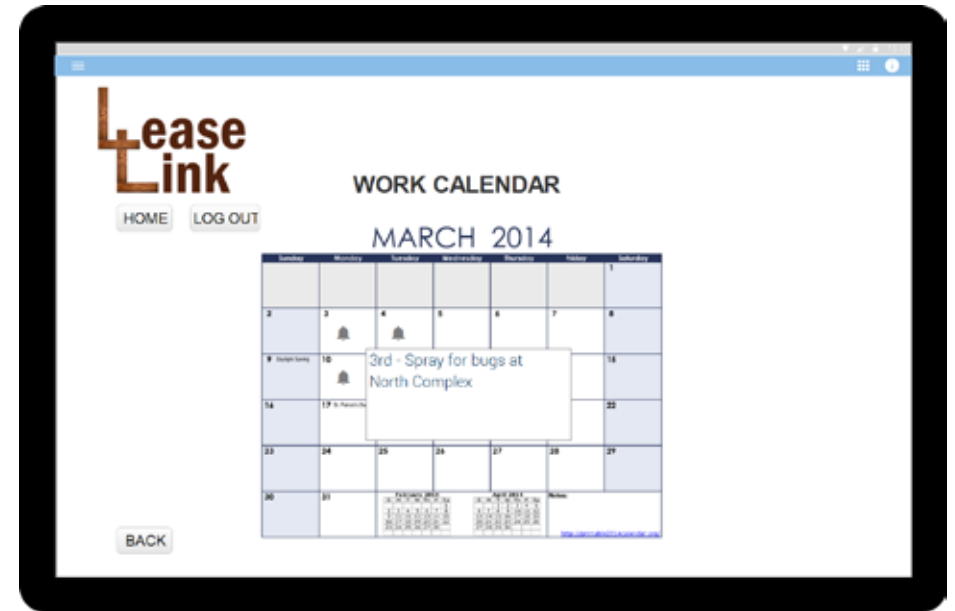 Lease
Link
WORK CALENDAR
HOME LOG OUT
MARCH 2014
Sunday Monday Tuesday Wednesday Thursday Friday Saturday
1
2 3 4 5 6 7 8
9 10 15
3rd - Spray for bugs at
North Complex
16 17 22
23 24 25 26 27 28 29
30 31 April 2014 Notes:
BACK